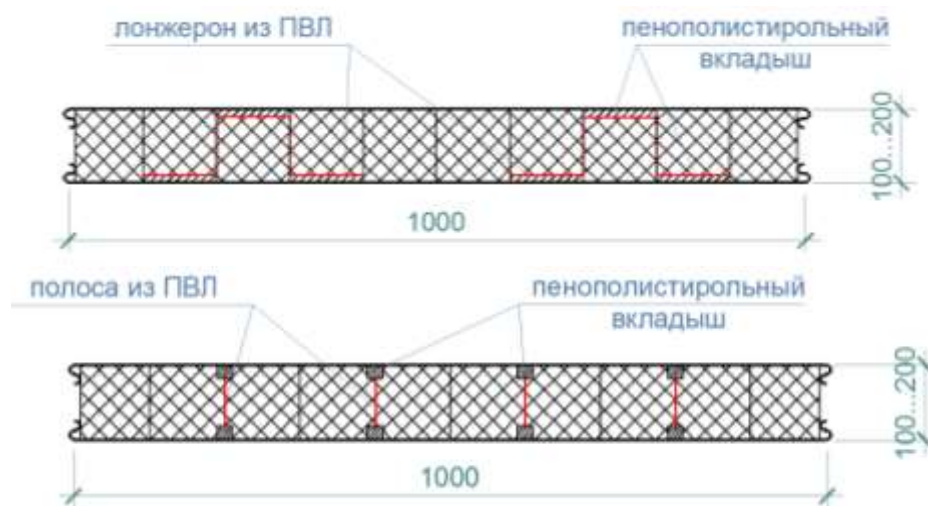 лонжерон из ПВЛ
пенополистирольный
вкладыш
100...200
1000
полоса из ПВЛ
пенополистирольный
вкладыш
100...200
1000